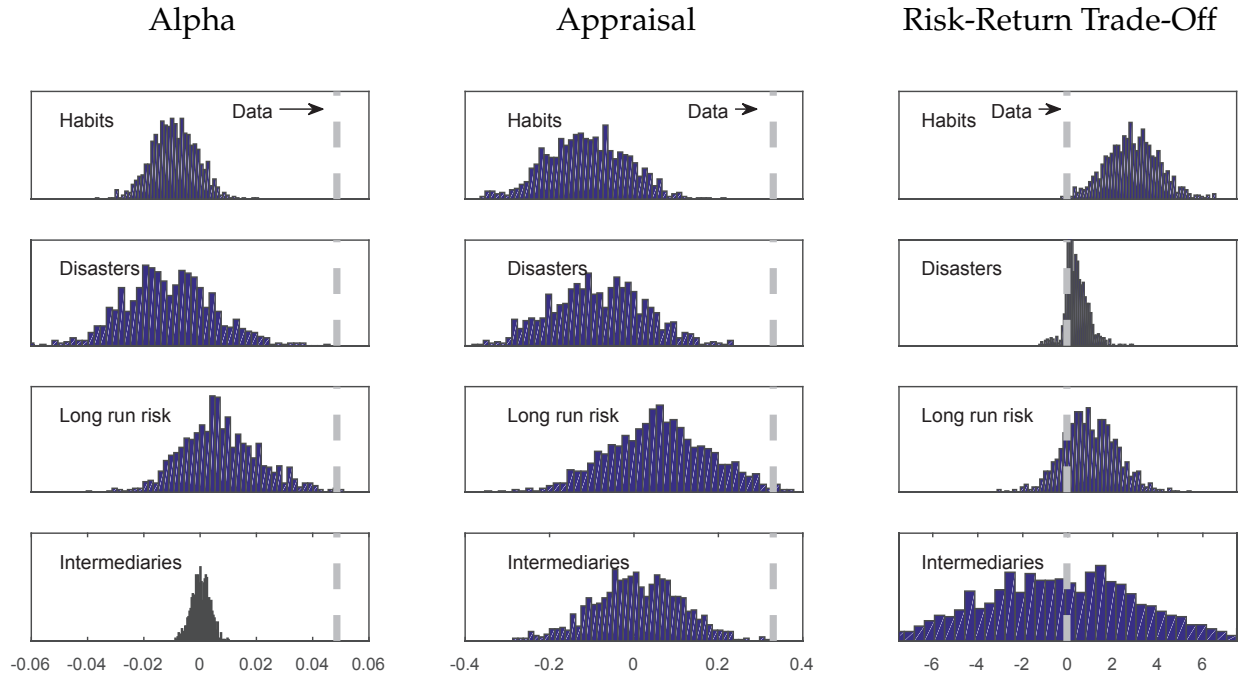 Alpha Appraisal Risk-Return Trade-Off
Habits Data Habits Data Habits Data
Disasters Disasters Disasters
Long run risk Long run risk Long run risk
Intermediaries Intermediaries Intermediaries
-0.06 -0.04 -0.02 0 0.02 0.04 0.06 -0.4 -0.2 0 0.2 0.4 -6 -4 -2 0 2 4 6